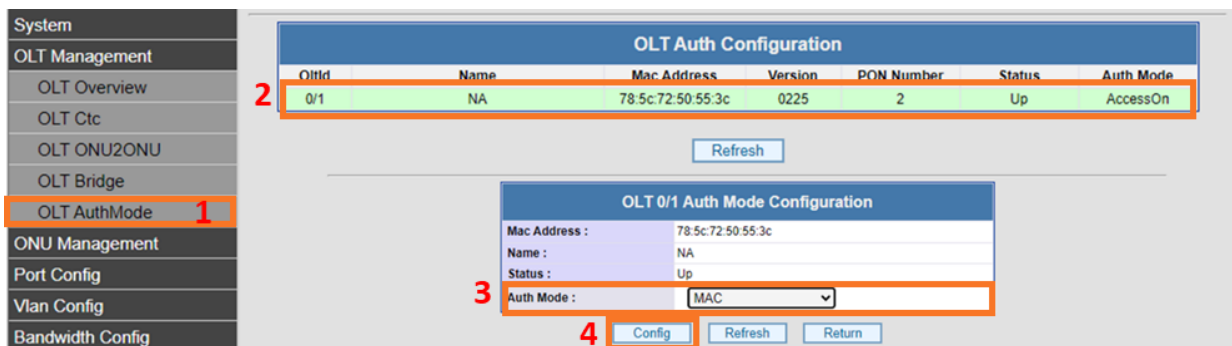 System
OLT Management
OLT Overview
OLT Ctc
OLT ONU2ONU
OLT Bridge
OLT AuthMode 1
ONU Management
Port Config
Vlan Config
Bandwidth Config
OLT Auth Configuration
OltId Name Mac Address Version PON Number Status Auth Mode
2 0/1 NA 78:5c:72:50:55:3c 0225 2 Up AccessOn
Refresh
OLT 0/1 Auth Mode Configuration
Mac Address : 78:5c:72:50:55:3c
Name : NA
Status : Up
3 Auth Mode : MAC
4 Config Refresh Return